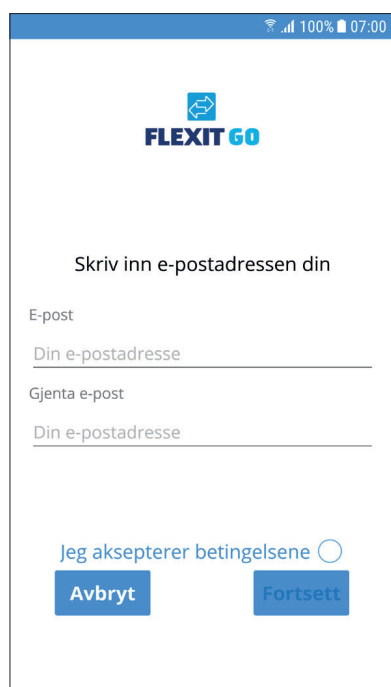 100% 07:00
FLEXIT GO
Skriv inn e-postadressen din
E-post
Din e-postadresse
Gjenta e-post
Din e-postadresse
Jeg aksepterer betingelsene
Avbryt Fortsett